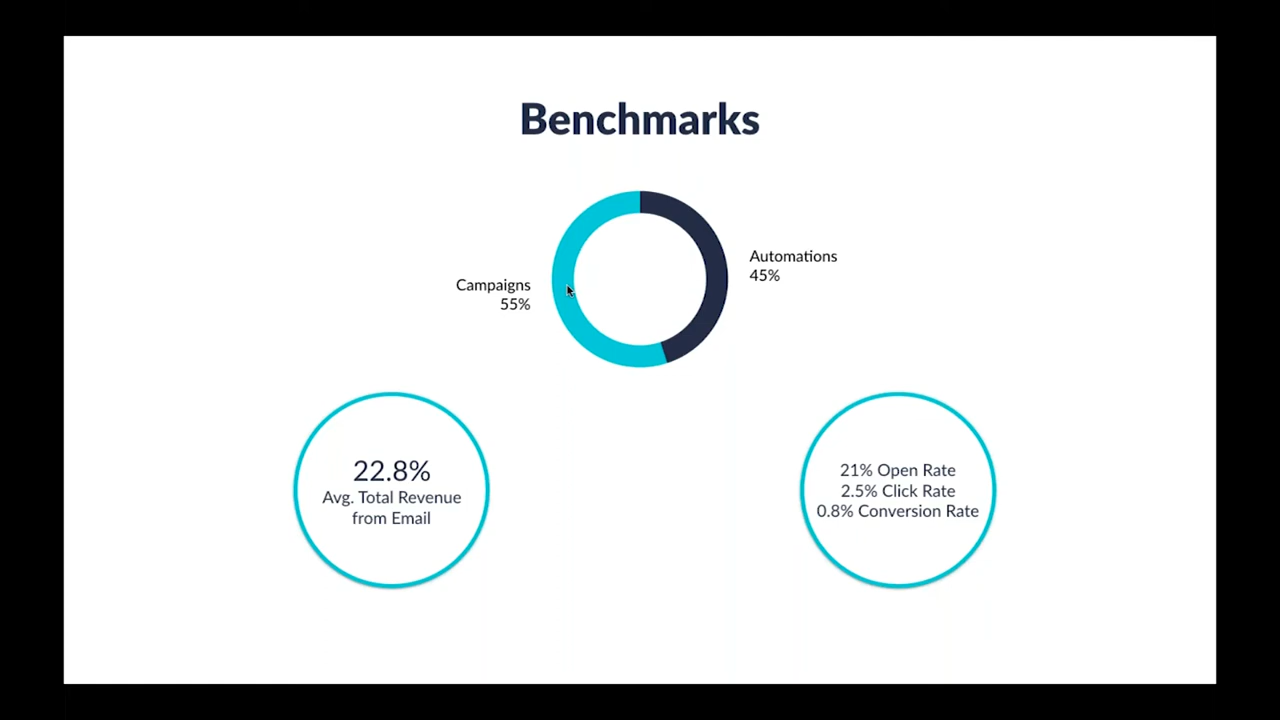 Benchmarks
Automations
45%
Campaigns
55%
22.8%
Avg. Total Revenue
from Email
21% Open Rate
2.5% Click Rate
0.8% Conversion Rate